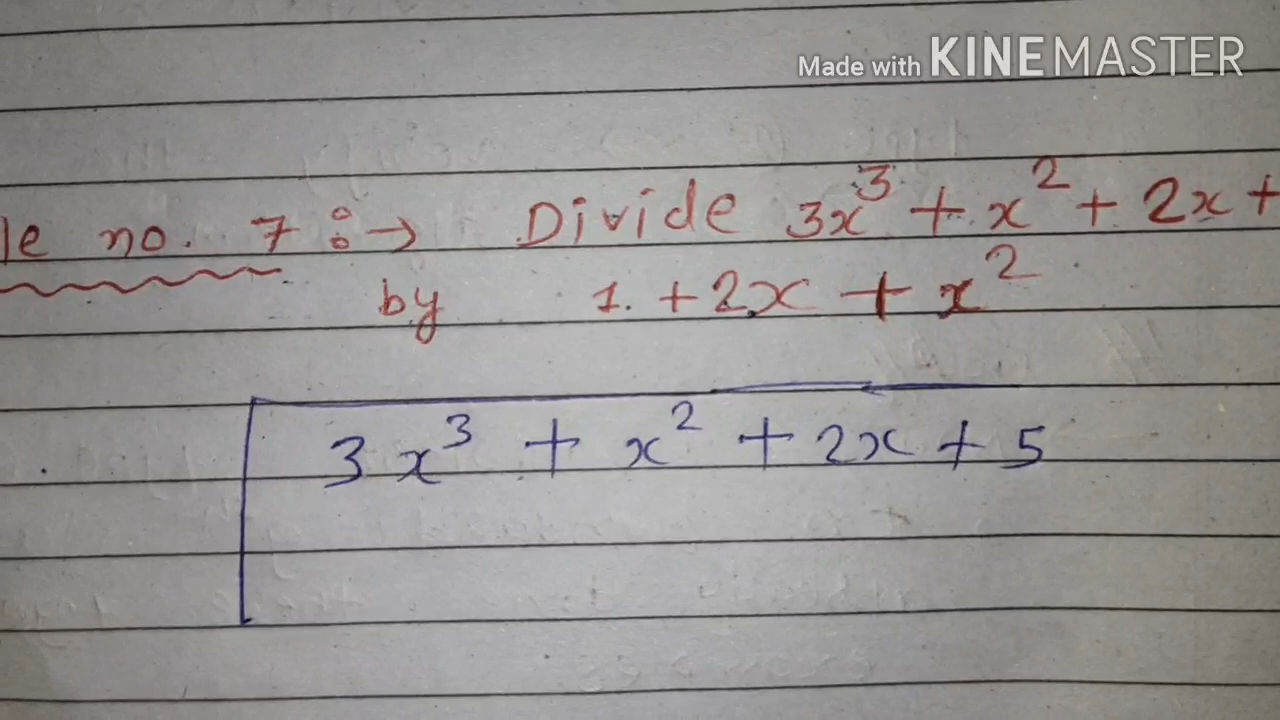 Made with KINEMASTER
le no. 7 :→ Divide 3x³ + x² + 2x +
by 1. + 2x + x²
3x³ + x² + 2x + 5